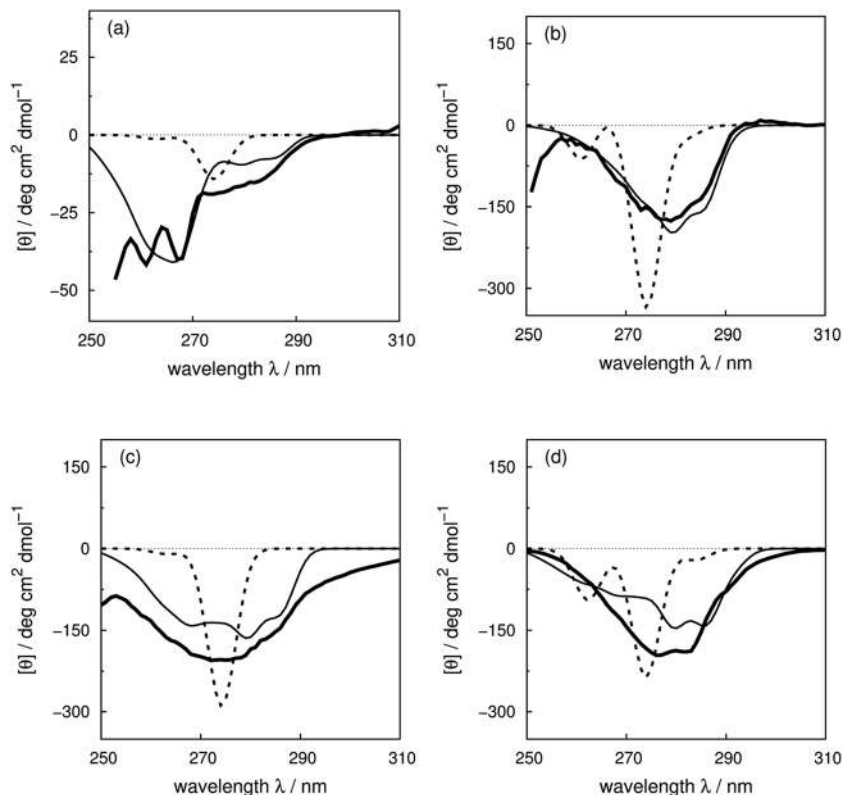 (a)
25
0
−25
−50
[θ] / deg cm² dmol⁻¹
250 270 290 310
wavelength λ / nm
(b)
150
0
−150
−300
[θ] / deg cm² dmol⁻¹
250 270 290 310
wavelength λ / nm
(c)
150
0
−150
−300
[θ] / deg cm² dmol⁻¹
250 270 290 310
wavelength λ / nm
(d)
150
0
−150
−300
[θ] / deg cm² dmol⁻¹
250 270 290 310
wavelength λ / nm